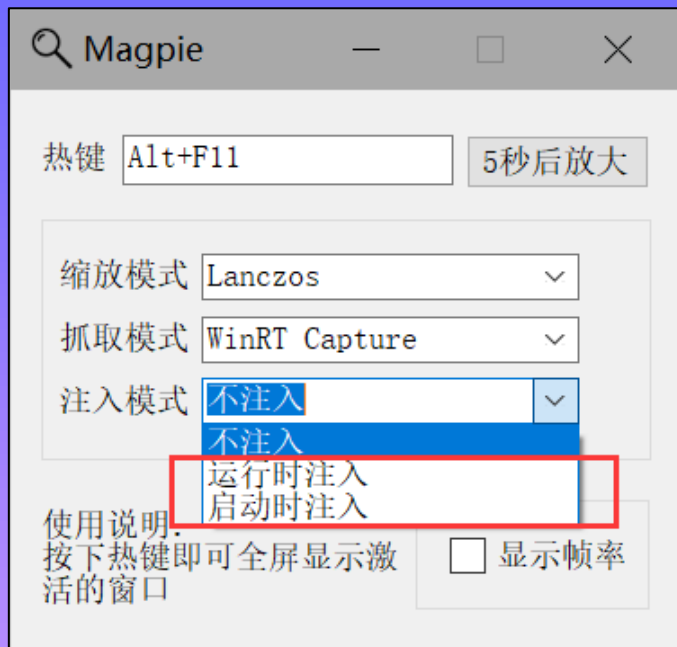 Magpie
热键 Alt+F11 5秒后放大
缩放模式 Lanczos
抓取模式 WinRT Capture
注入模式 不注入
不注入
运行时注入
启动时注入
使用说明:
按下热键即可全屏显示激
活的窗口
显示帧率